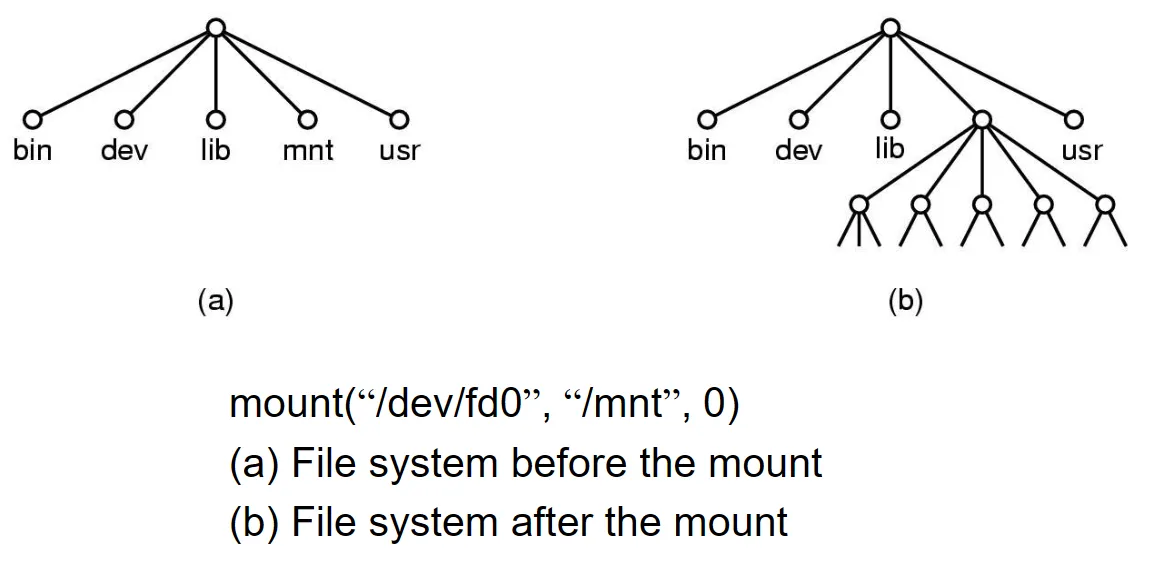 bin dev lib mnt usr
bin dev lib usr
(a)
(b)
mount(“/dev/fd0”, “/mnt”, 0)
(a) File system before the mount
(b) File system after the mount